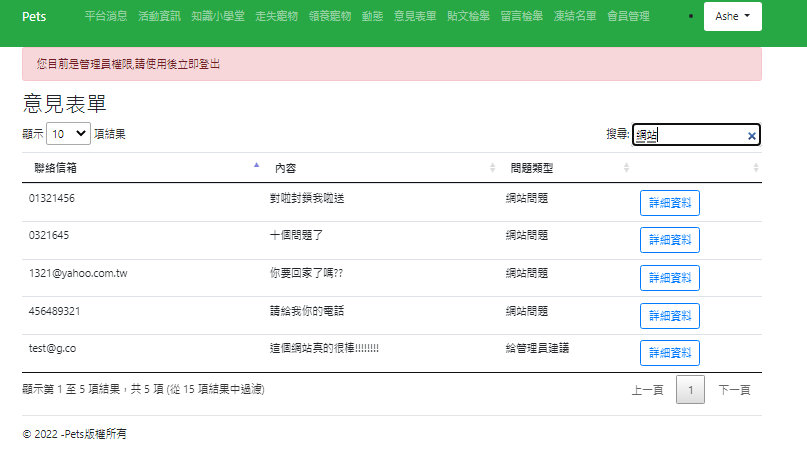 Pets 平台消息 活動資訊 知識小學堂 走失寵物 領養寵物 動態 意見表單 貼文檢舉 留言檢舉 凍結名單 會員管理 Ashe
您目前是管理員權限,請使用後立即登出
意見表單
顯示 10 項結果 搜尋: 網站
聯絡信箱 內容 問題類型
01321456 對啦封鎖我啦送 網站問題 詳細資料
0321645 十個問題了 網站問題 詳細資料
1321@yahoo.com.tw 你要回家了嗎?? 網站問題 詳細資料
456489321 請給我你的電話 網站問題 詳細資料
test@g.co 這個網站真的很棒!!!!!!!! 給管理員建議 詳細資料
顯示第 1 至 5 項結果，共 5 項 (從 15 項結果中過濾) 上一頁 1 下一頁
© 2022 -Pets版權所有